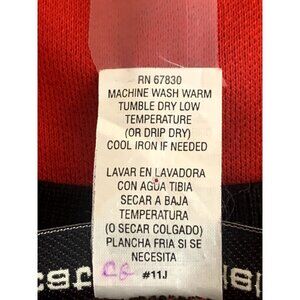 RN 67830
MACHINE WASH WARM
TUMBLE DRY LOW
TEMPERATURE
(OR DRIP DRY)
COOL IRON IF NEEDED
LAVAR EN LAVADORA
CON AGUA TIBIA
SECAR A BAJA
TEMPERATURA
(O SECAR COLGADO)
PLANCHA FRIA SI SE
NECESITA
#11J